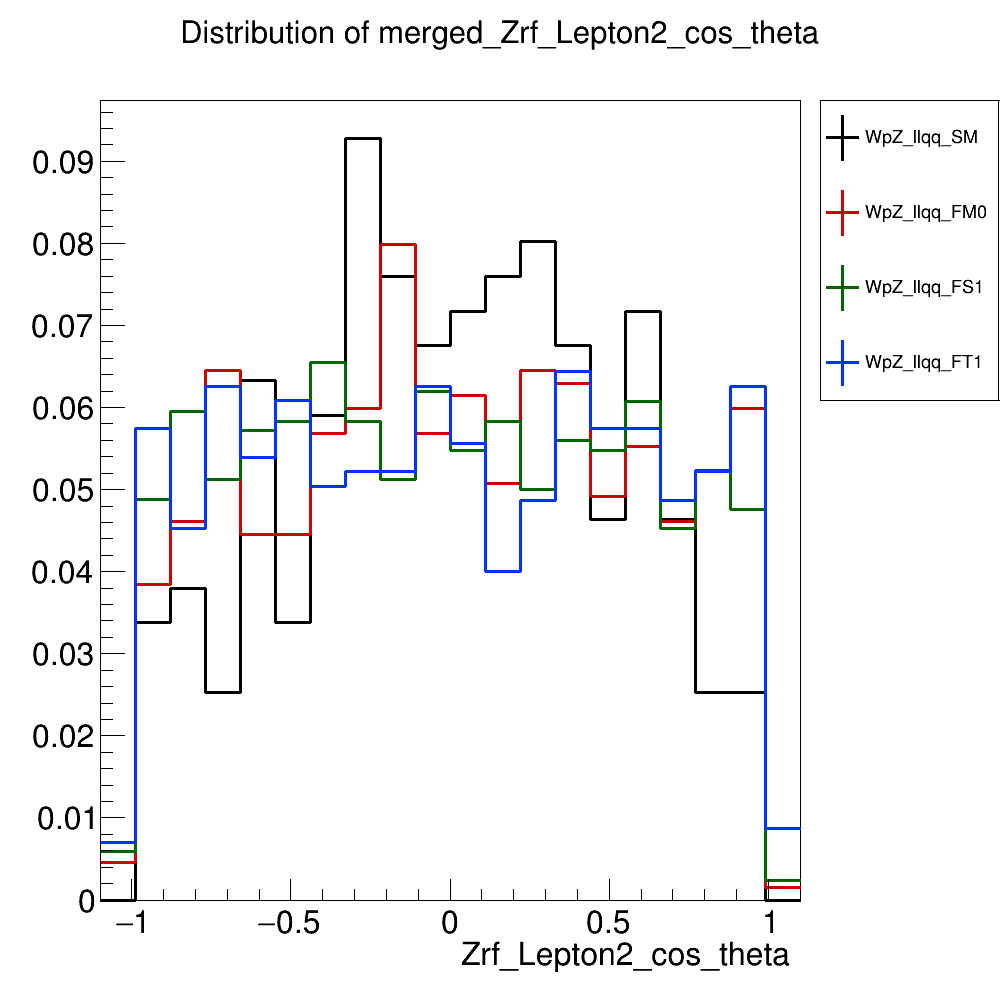 Distribution of merged_Zrf_Lepton2_cos_theta
0.09
0.08
0.07
0.06
0.05
0.04
0.03
0.02
0.01
0
−1
−0.5
0
0.5
1
Zrf_Lepton2_cos_theta
WpZ_llqq_SM
WpZ_llqq_FM0
WpZ_llqq_FS1
WpZ_llqq_FT1